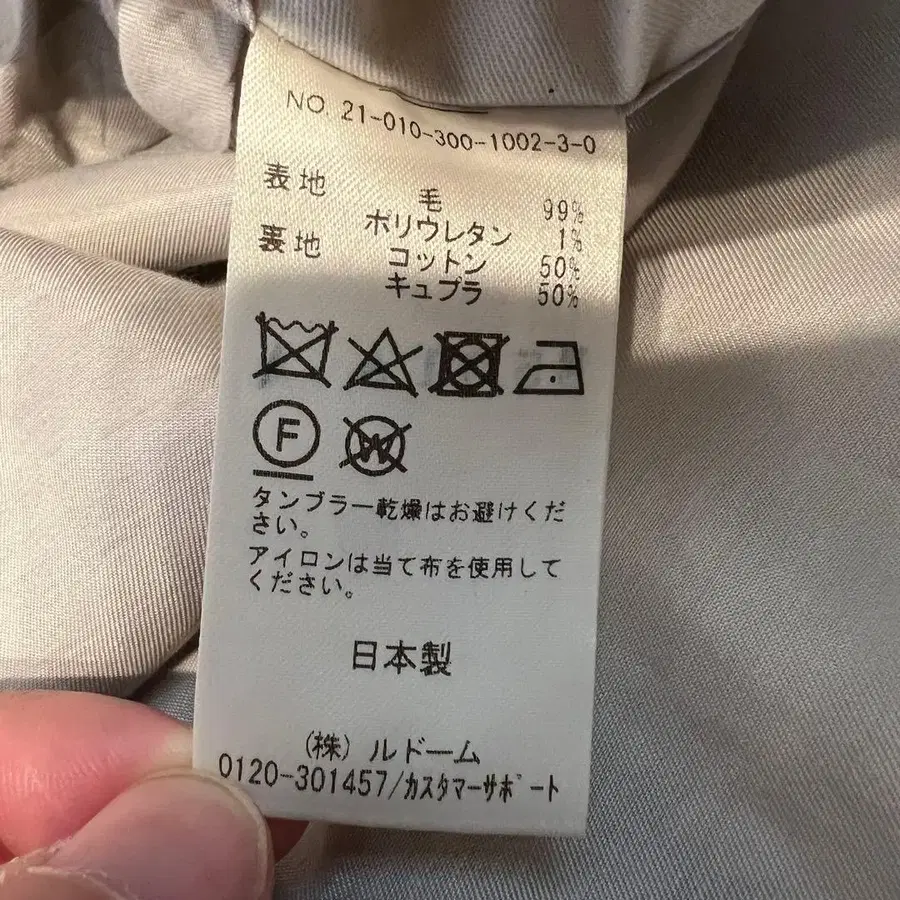 NO. 21-010-300-1002-3-0
表地 毛 99%
ポリウレタン 1%
裏地 コットン 50%
キュプラ 50%
F W
タンブラー乾燥はお避けくだ
さい。
アイロンは当て布を使用して
ください。
日本製
(株) ルドーム
0120-301457/カスタマーサポート